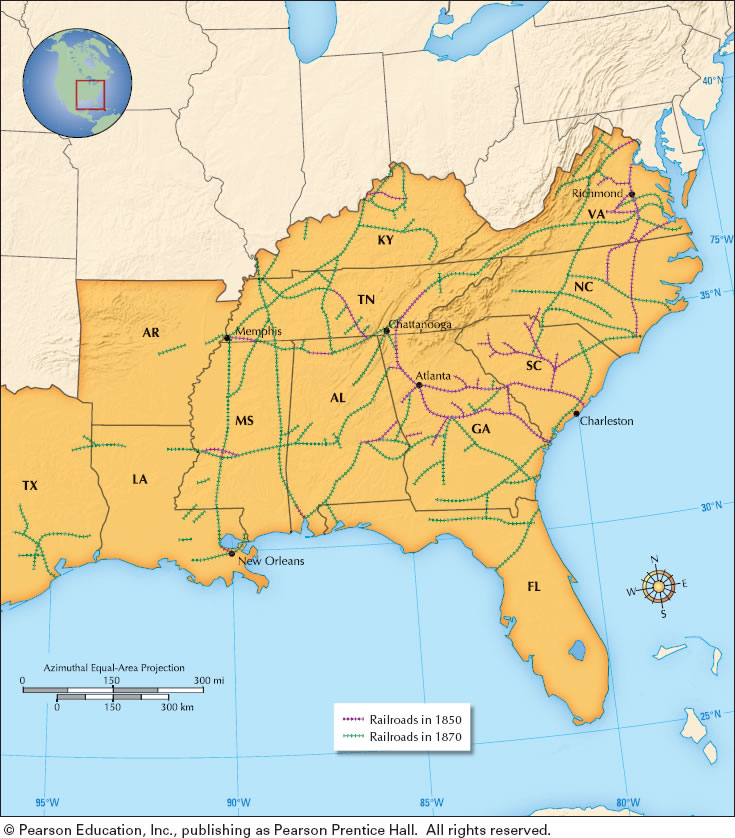 40°N
Richmond
VA
75°W
KY
NC
35°N
TN
AR
Memphis
Chattanooga
SC
Atlanta
AL
MS
GA
Charleston
LA
TX
30°N
New Orleans
FL
N
W E
S
Azimuthal Equal-Area Projection
0 150 300 mi
0 150 300 km
Railroads in 1850
Railroads in 1870
25°N
95°W 90°W 85°W 80°W
© Pearson Education, Inc., publishing as Pearson Prentice Hall. All rights reserved.